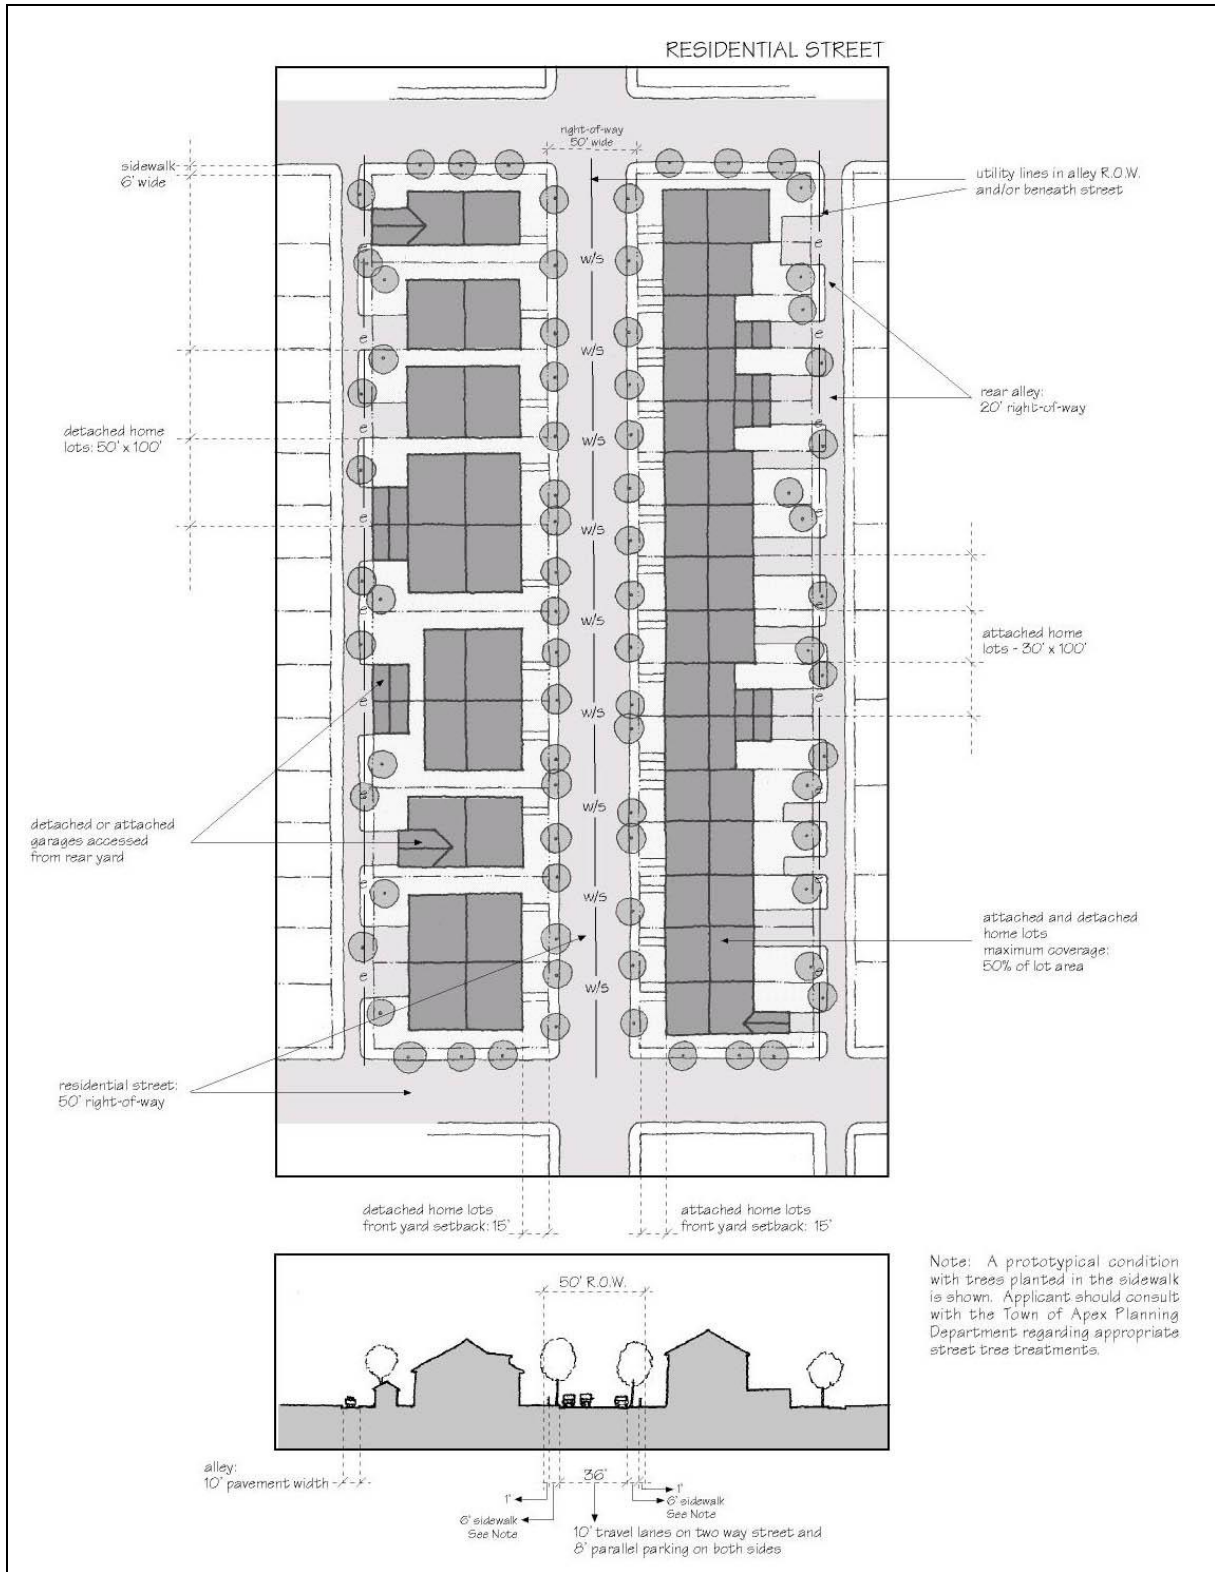 RESIDENTIAL STREET
right-of-way
50' wide
sidewalk
6' wide
utility lines in alley R.O.W.
and/or beneath street
e
e
w/s
e
e
w/s
rear alley:
20' right-of-way
detached home
lots: 50' x 100'
e
e
w/s
e
e
w/s
e
e
w/s
attached home
lots - 30' x 100'
e
e
w/s
detached or attached
garages accessed
from rear yard
e
e
w/s
e
e
w/s
attached and detached
home lots
maximum coverage:
50% of lot area
e
e
w/s
residential street:
50' right-of-way
detached home lots
front yard setback: 15'
attached home lots
front yard setback: 15'
50' R.O.W.
Note: A prototypical condition
with trees planted in the sidewalk
is shown. Applicant should consult
with the Town of Apex Planning
Department regarding appropriate
street tree treatments.
alley:
10' pavement width
36'
1'
1'
6' sidewalk
See Note
6' sidewalk
See Note
10' travel lanes on two way street and
8' parallel parking on both sides